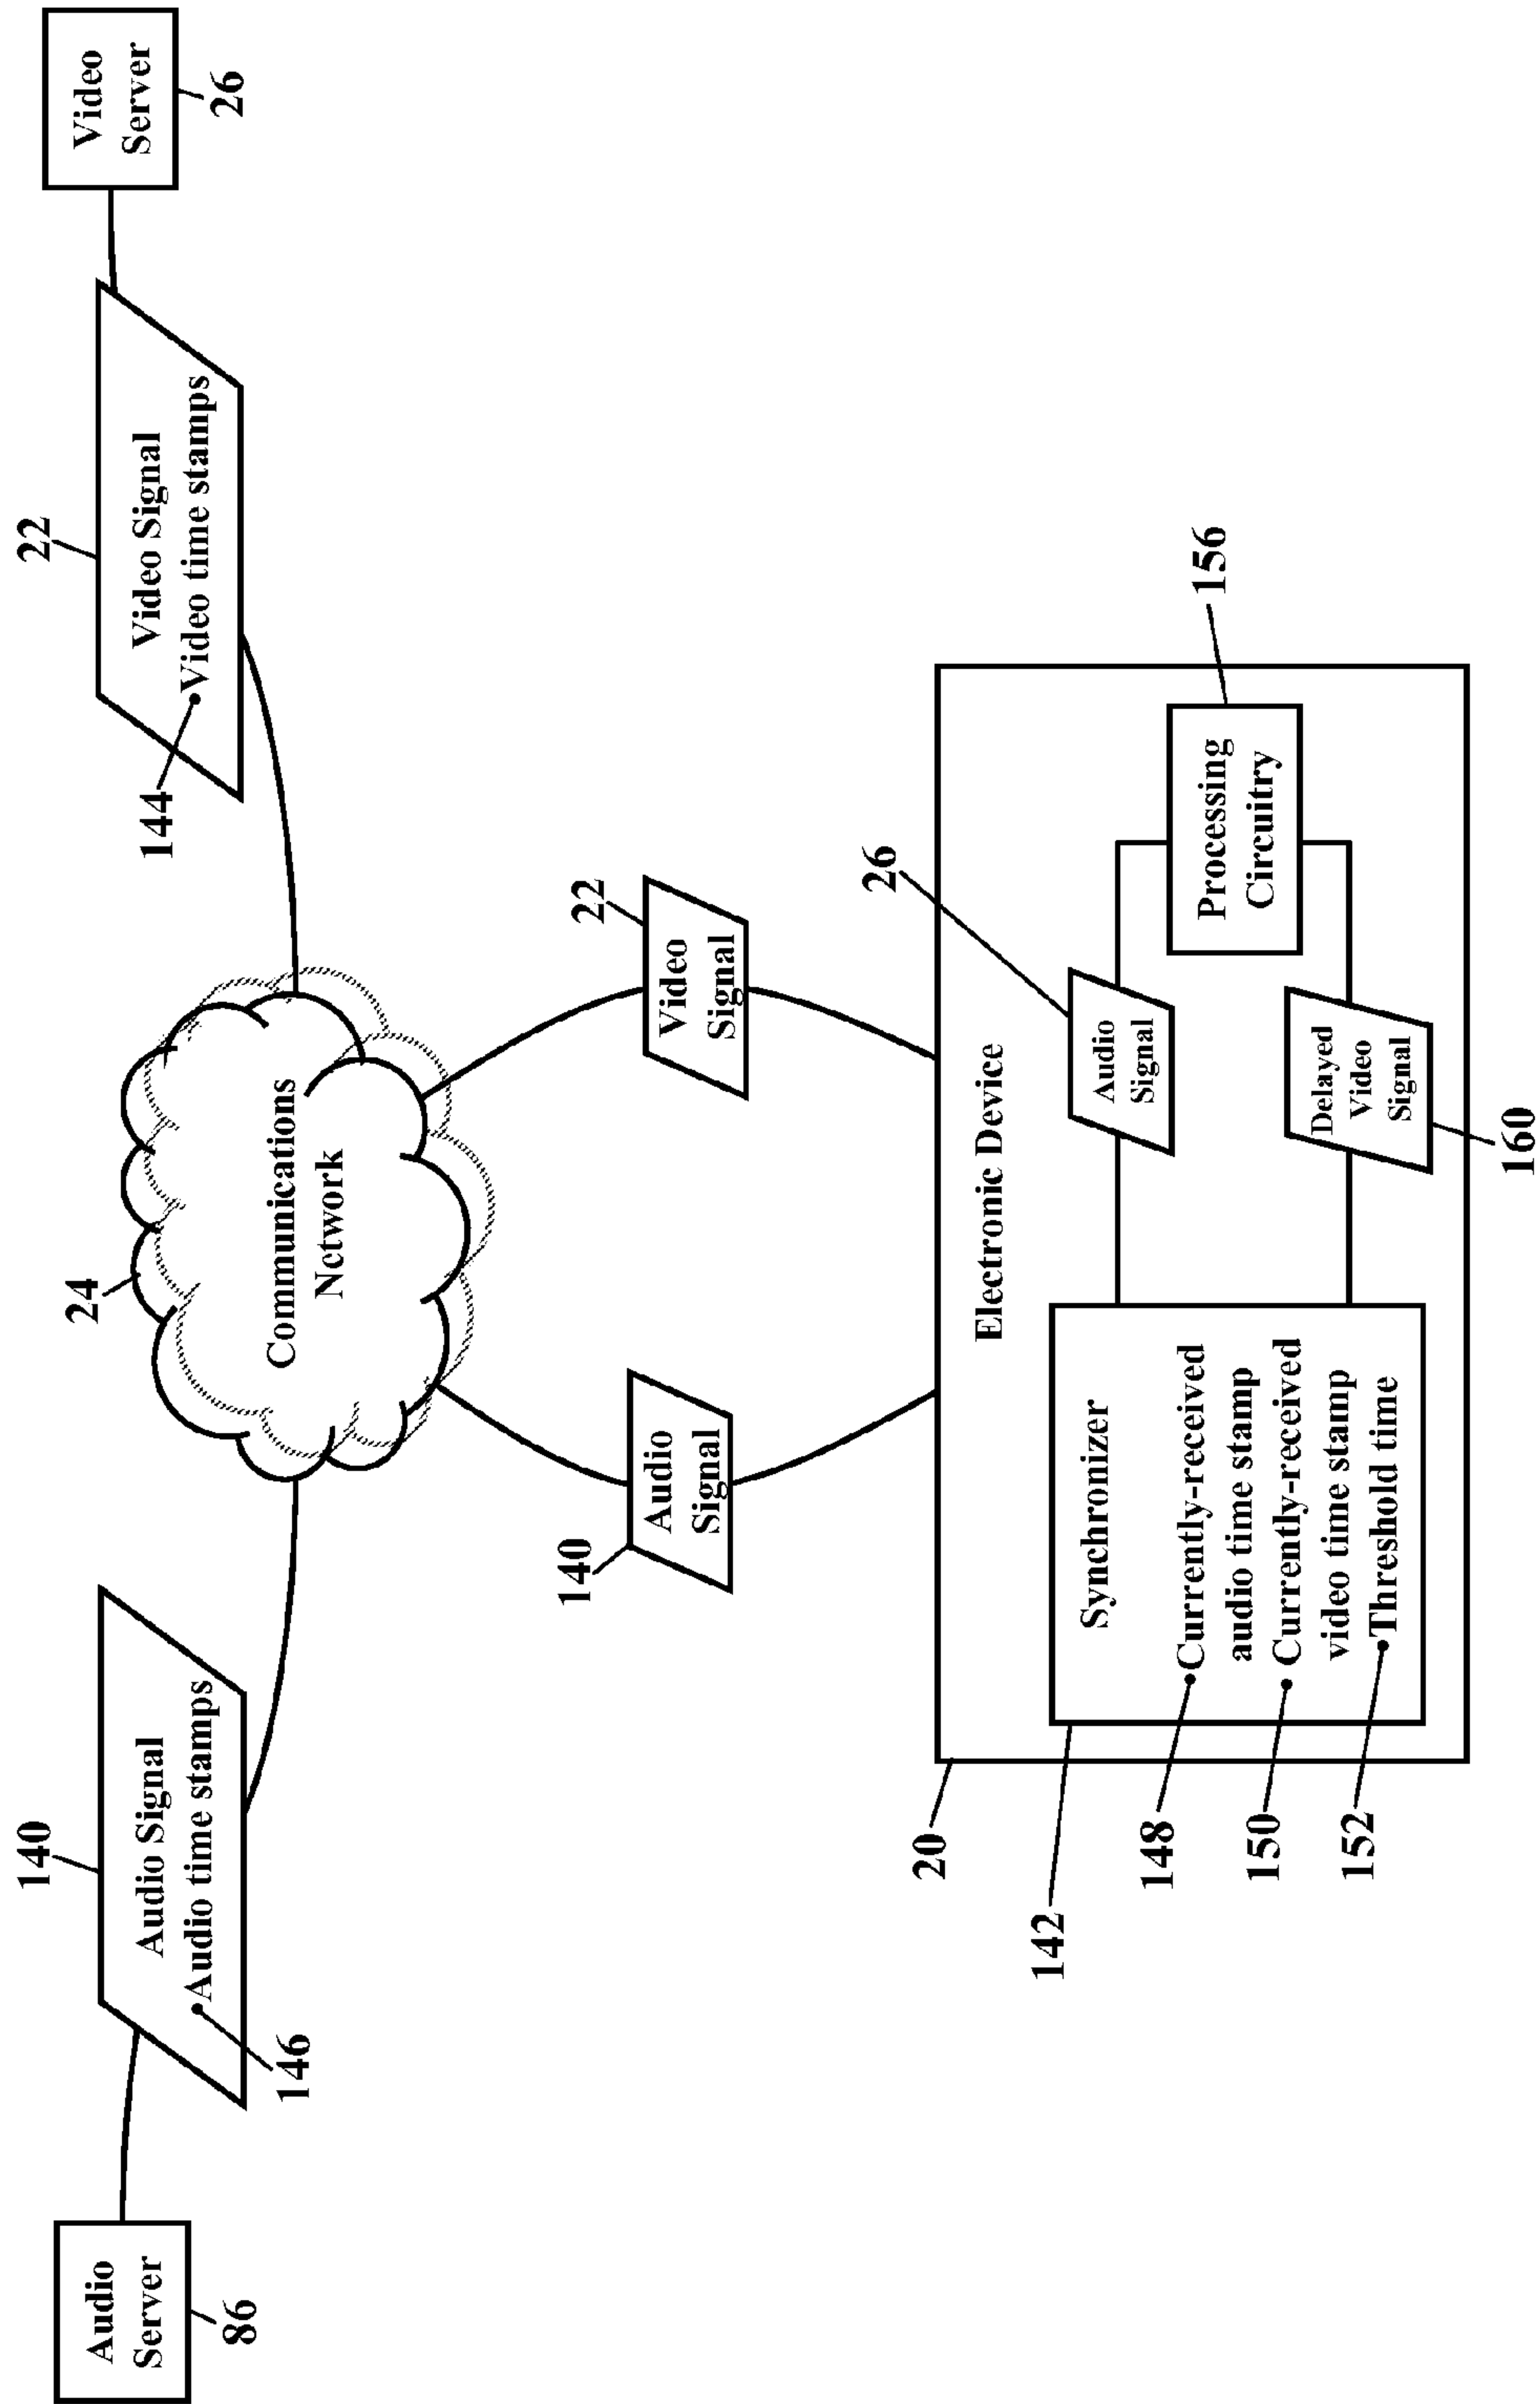 Audio
Server
86
140
Audio Signal
Audio time stamps
146
24
Communications
Network
22
Video Signal
Video time stamps
144
Video
Server
26
140
Audio
Signal
22
Video
Signal
20
Electronic Device
142
Synchronizer
148
Currently-received
audio time stamp
150
Currently-received
video time stamp
152
Threshold time
26
Audio
Signal
Delayed
Video
Signal
160
Processing
Circuitry
156